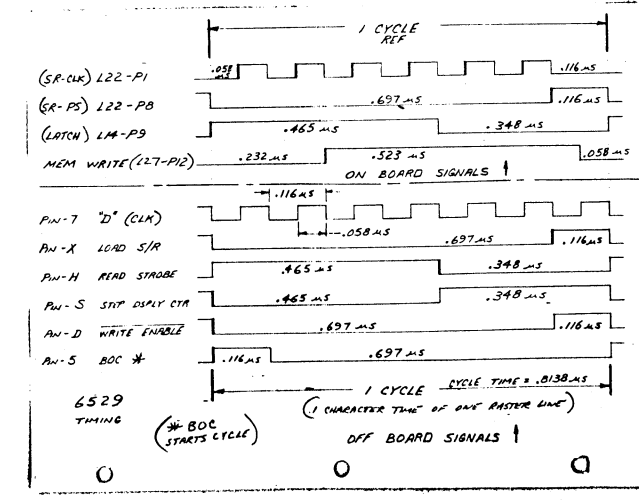 1 CYCLE
REF
(SR-CLK) L22-P1 .058 µs .116 µs
(SR-PS) L22-P8 .697 µs .116 µs
(LATCH) L14-P9 .465 µs .348 µs
MEM WRITE (L27-P12) .232 µs .523 µs .058 µs
ON BOARD SIGNALS
.116 µs
PIN-7 "D" (CLK) .058 µs
PIN-X LOAD S/R .697 µs .116 µs
PIN-H READ STROBE .465 µs .348 µs
PIN-S STEP DSPLY CTR .465 µs .348 µs
PIN-D WRITE ENABLE .697 µs .116 µs
PIN-5 BOC * .116 µs .697 µs
1 CYCLE CYCLE TIME = .8138 µs
(1 CHARACTER TIME OF ONE RASTER LINE)
6529
TIMING
(* BOC
STARTS CYCLE)
OFF BOARD SIGNALS